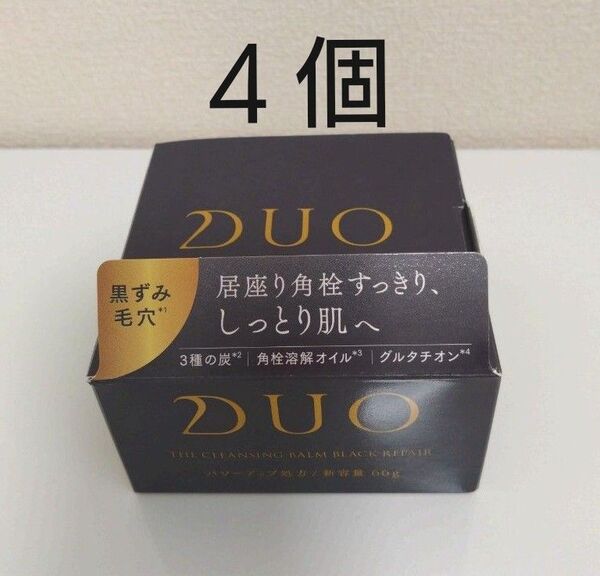 4個
DUO
黒ずみ
毛穴*1
居座り角栓すっきり、
しっとり肌へ
3種の炭*2 | 角栓溶解オイル*3 | グルタチオン*4
DUO
THE CLEANSING BALM BLACK REPAIR
パワーアップ処方 / 新容量 66g